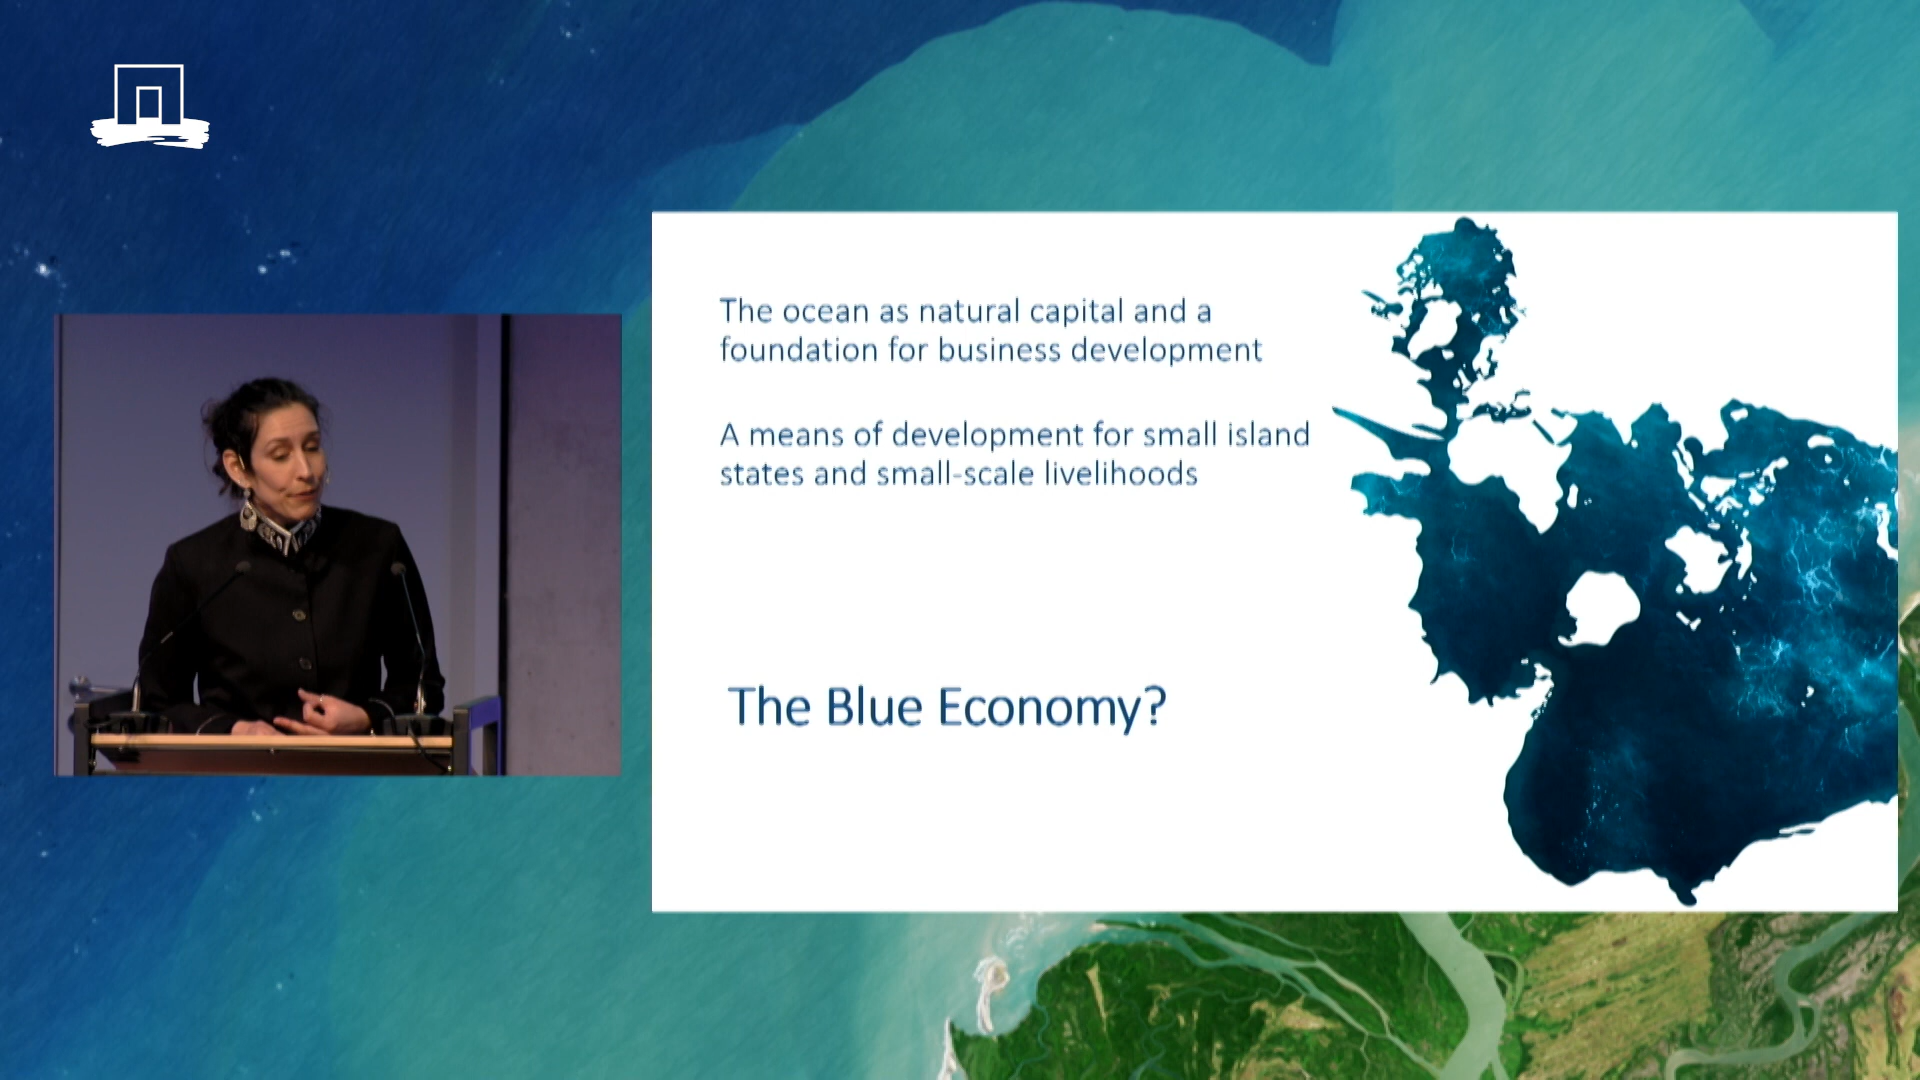 The ocean as natural capital and a
foundation for business development
A means of development for small island
states and small-scale livelihoods
The Blue Economy?